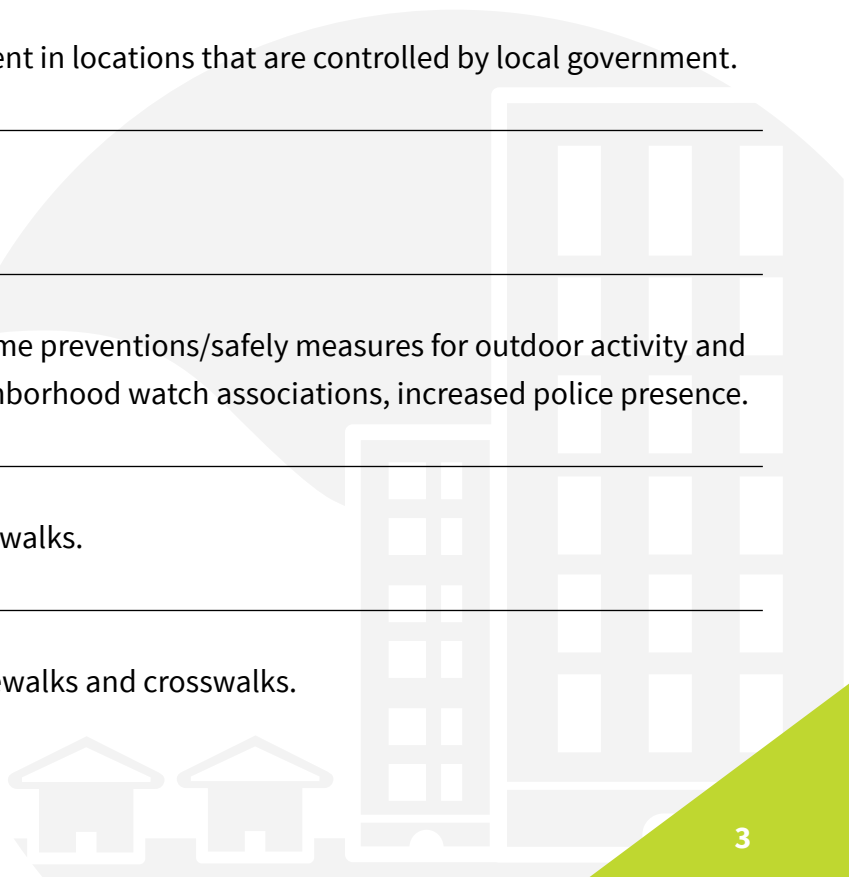 ent in locations that are controlled by local government.
me preventions/safely measures for outdoor activity and
nborhood watch associations, increased police presence.
walks.
ewalks and crosswalks.
3